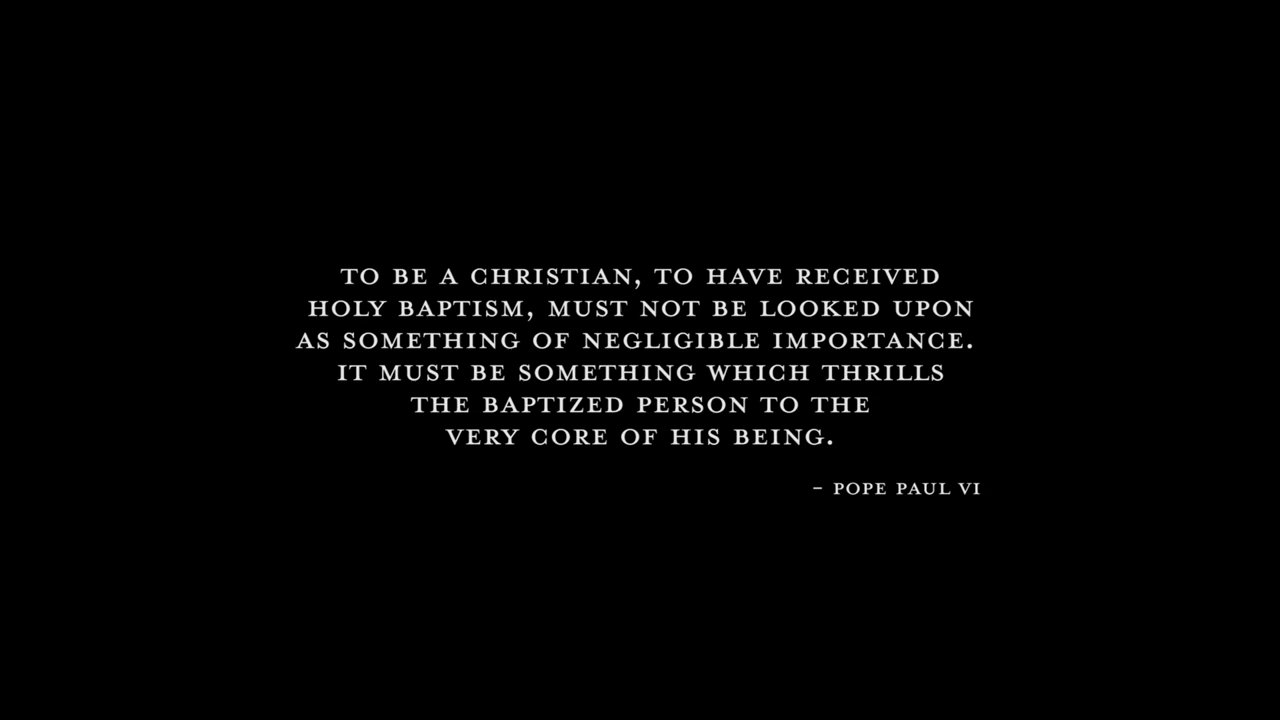 TO BE A CHRISTIAN, TO HAVE RECEIVED
HOLY BAPTISM, MUST NOT BE LOOKED UPON
AS SOMETHING OF NEGLIGIBLE IMPORTANCE.
IT MUST BE SOMETHING WHICH THRILLS
THE BAPTIZED PERSON TO THE
VERY CORE OF HIS BEING.
– POPE PAUL VI